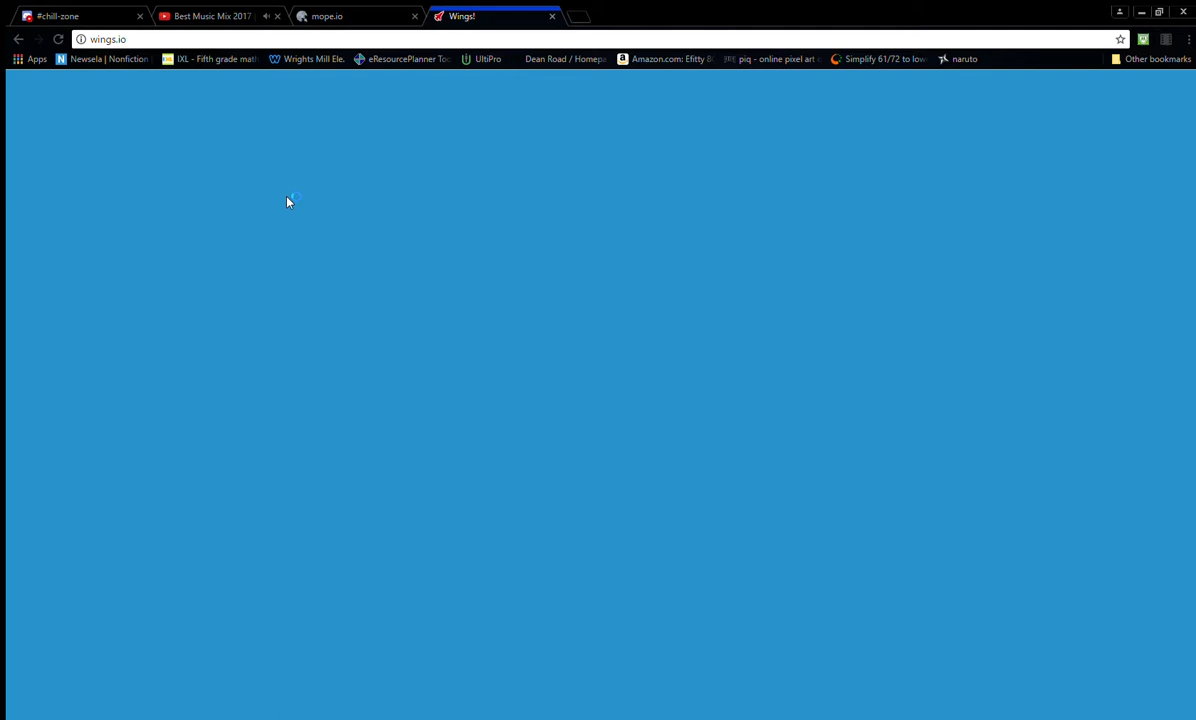 #chill-zone
Best Music Mix 2017
mope.io
Wings!
wings.io
Apps
Newsela | Nonfiction
IXL - Fifth grade math
Wrights Mill Ele.
eResourcePlanner Too
UltiPro
Dean Road / Homepa
Amazon.com: Efitty
piq - online pixel art
Simplify 61/72 to low
naruto
Other bookmarks